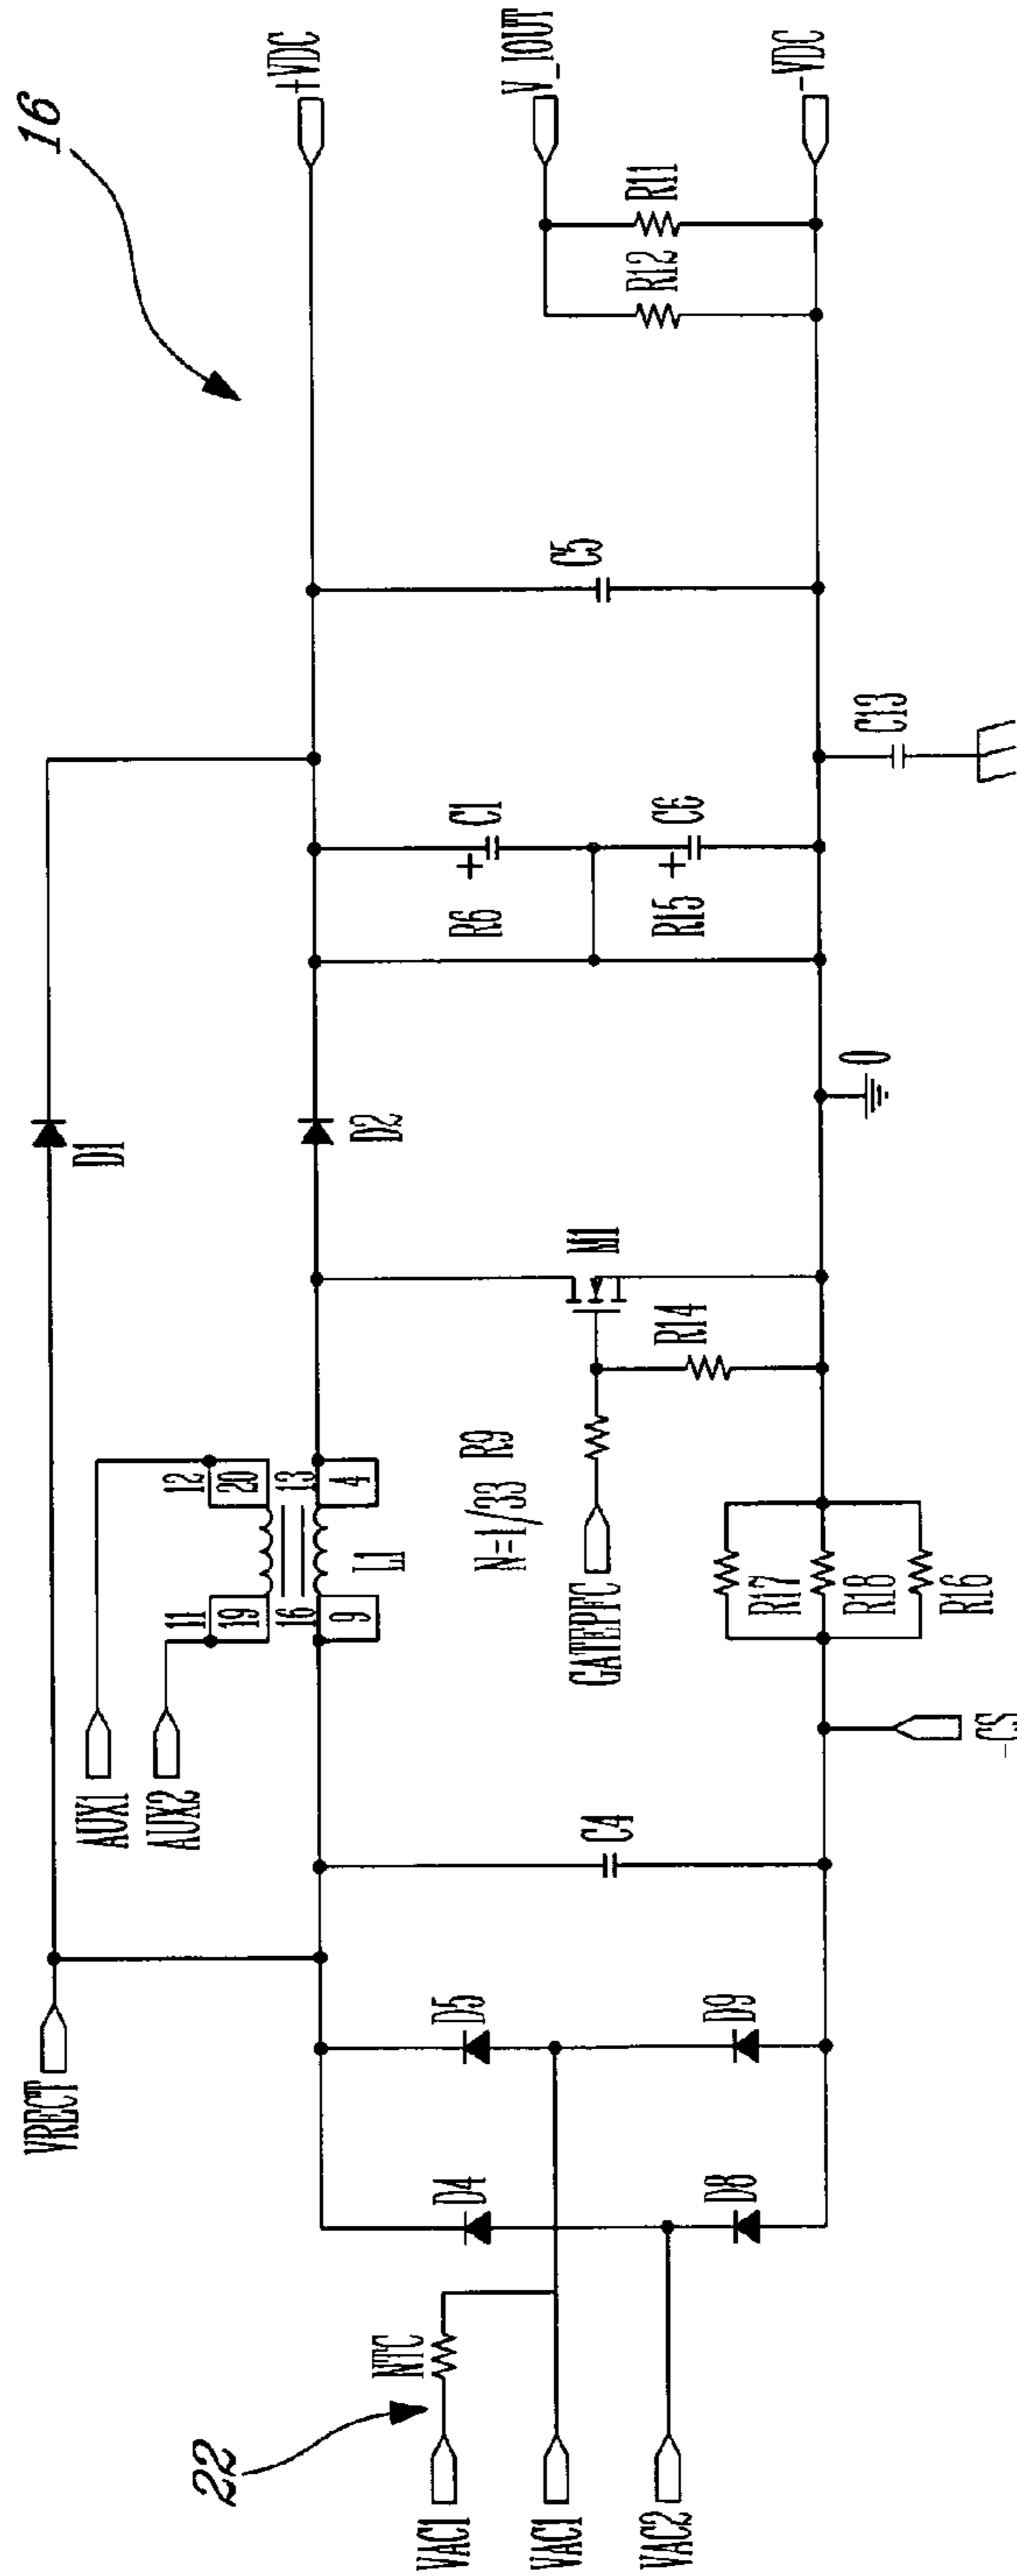 16
VRECT
D1
+VDC
AUX1
AUX2
11
19
12
20
16
9
13
4
L1
D2
R6
C1
R15
C6
C5
V_IOUT
R12
R11
-VDC
22
NTC
VAC1
VAC1
VAC2
D4
D5
D8
D9
C4
N=1/33
R9
GATEPFC
R14
M1
R17
R18
R16
0
C13
-CS